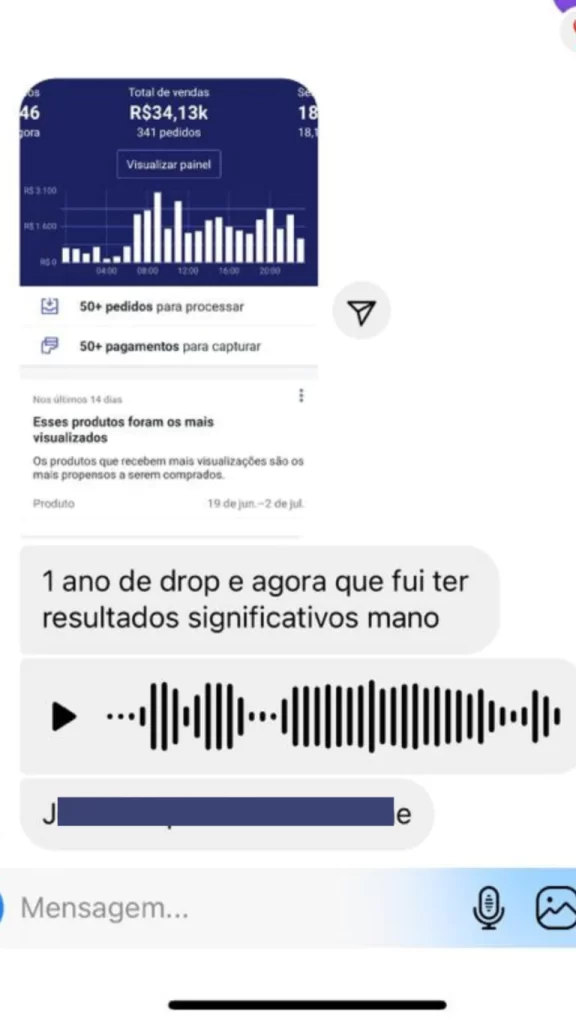 os Total de vendas Se
46 R$34,13k 18
gora 341 pedidos 18,1
Visualizar painel
R$ 3.100
R$ 1.600
R$ 0
04:00 08:00 12:00 16:00 20:00
50+ pedidos para processar
50+ pagamentos para capturar
Nos últimos 14 dias
Esses produtos foram os mais
visualizados
Os produtos que recebem mais visualizações são os
mais propensos a serem comprados.
Produto 19 de jun.–2 de jul.
1 ano de drop e agora que fui ter
resultados significativos mano
J e
Mensagem...